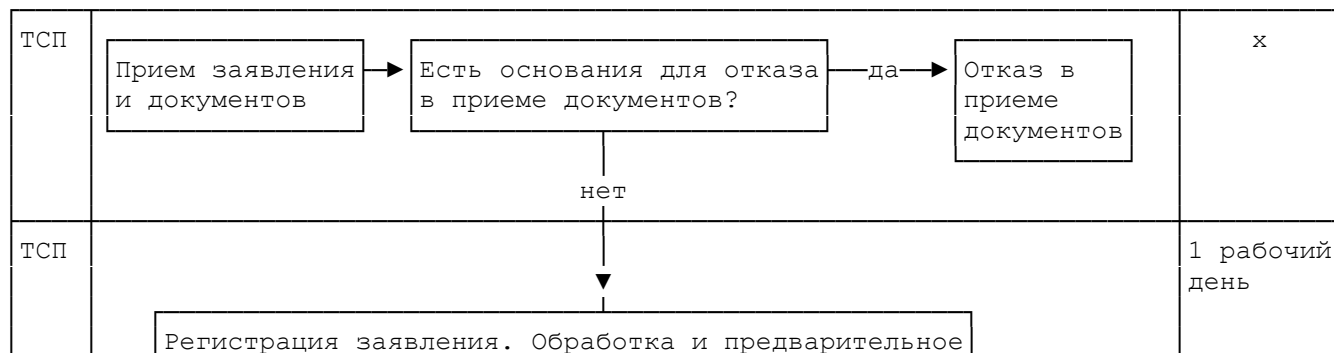 ТСП
х
Прием заявления
и документов
Есть основания для отказа
в приеме документов?
да
Отказ в
приеме
документов
нет
ТСП
1 рабочий
день
Регистрация заявления. Обработка и предварительное